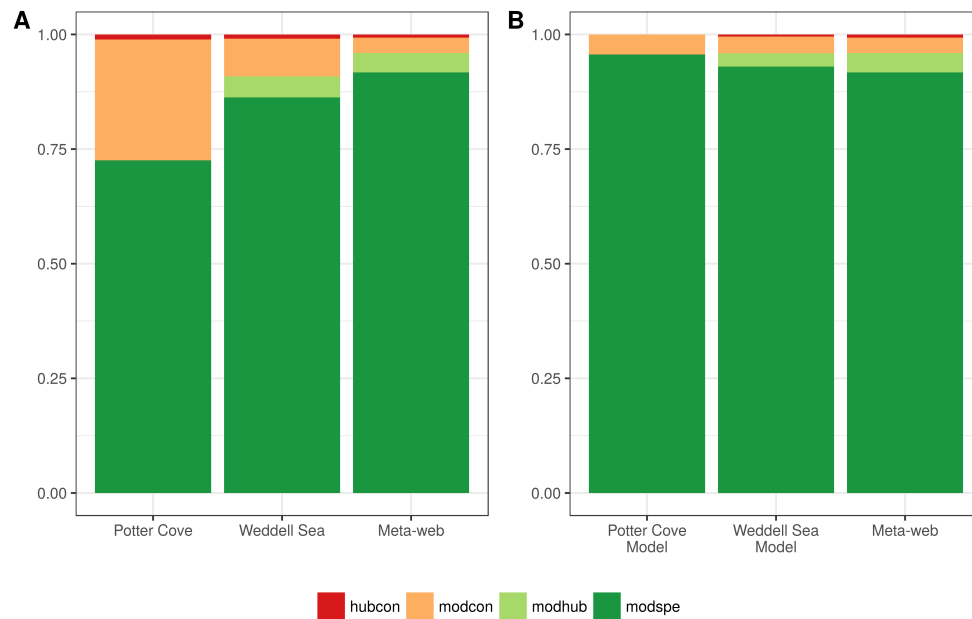 A
1.00
0.75
0.50
0.25
0.00
Potter Cove
Weddell Sea
Meta-web
B
1.00
0.75
0.50
0.25
0.00
Potter Cove
Model
Weddell Sea
Model
Meta-web
hubcon
modcon
modhub
modspe